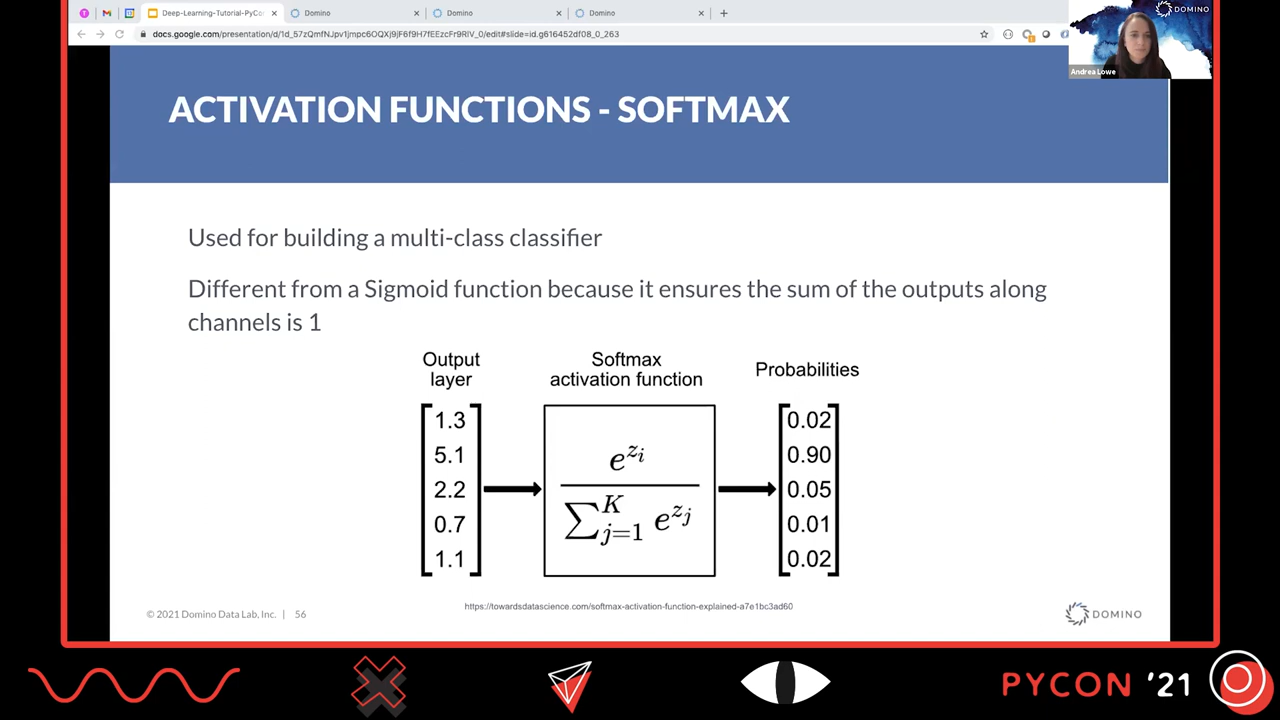 Deep-Learning-Tutorial-PyCo
Domino
Domino
Domino
docs.google.com/presentation/d/1d_57zQmfNJpv1jmpc6OQXj9jF6f9H7fEEzcFr9RlV_0/edit#slide=id.g616452df08_0_263
DOMINO
Andrea Lowe
ACTIVATION FUNCTIONS - SOFTMAX
Used for building a multi-class classifier
Different from a Sigmoid function because it ensures the sum of the outputs along
channels is 1
Output
layer
Softmax
activation function
Probabilities
1.3
5.1
2.2
0.7
1.1
e^{z_i}
∑_{j=1}^{K} e^{z_j}
0.02
0.90
0.05
0.01
0.02
https://towardsdatascience.com/softmax-activation-function-explained-a7e1bc3ad60
© 2021 Domino Data Lab, Inc. | 56
DOMINO
PYCON '21